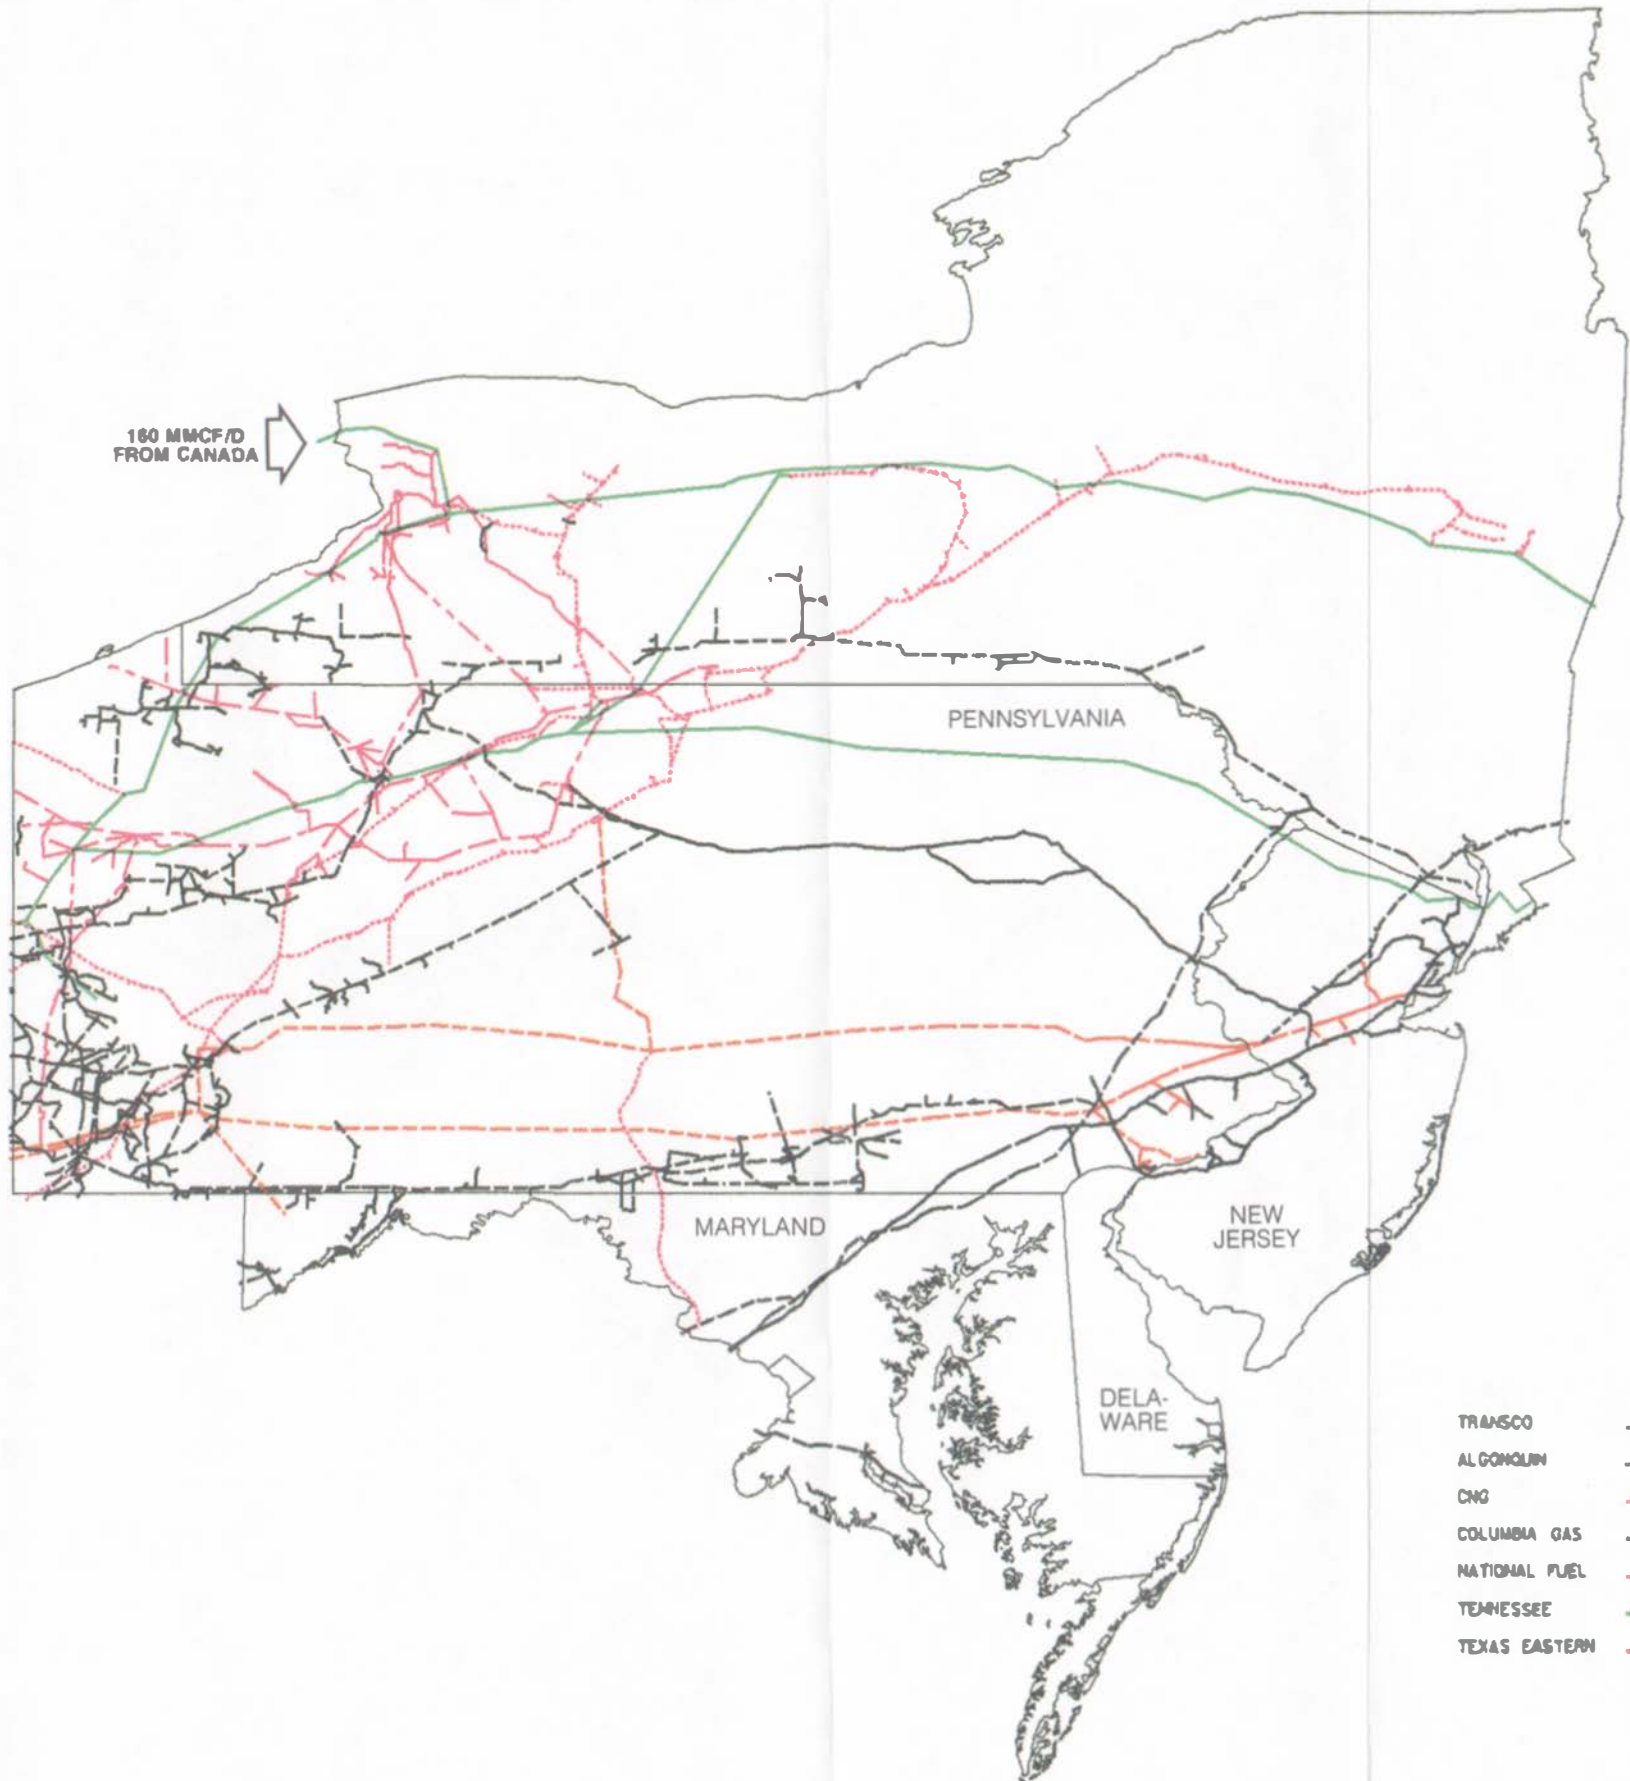 160 MMCF/D
FROM CANADA
PENNSYLVANIA
MARYLAND
NEW
JERSEY
DELA-
WARE
TRANSCO
ALGONQUIN
CNG
COLUMBIA GAS
NATIONAL FUEL
TENNESSEE
TEXAS EASTERN